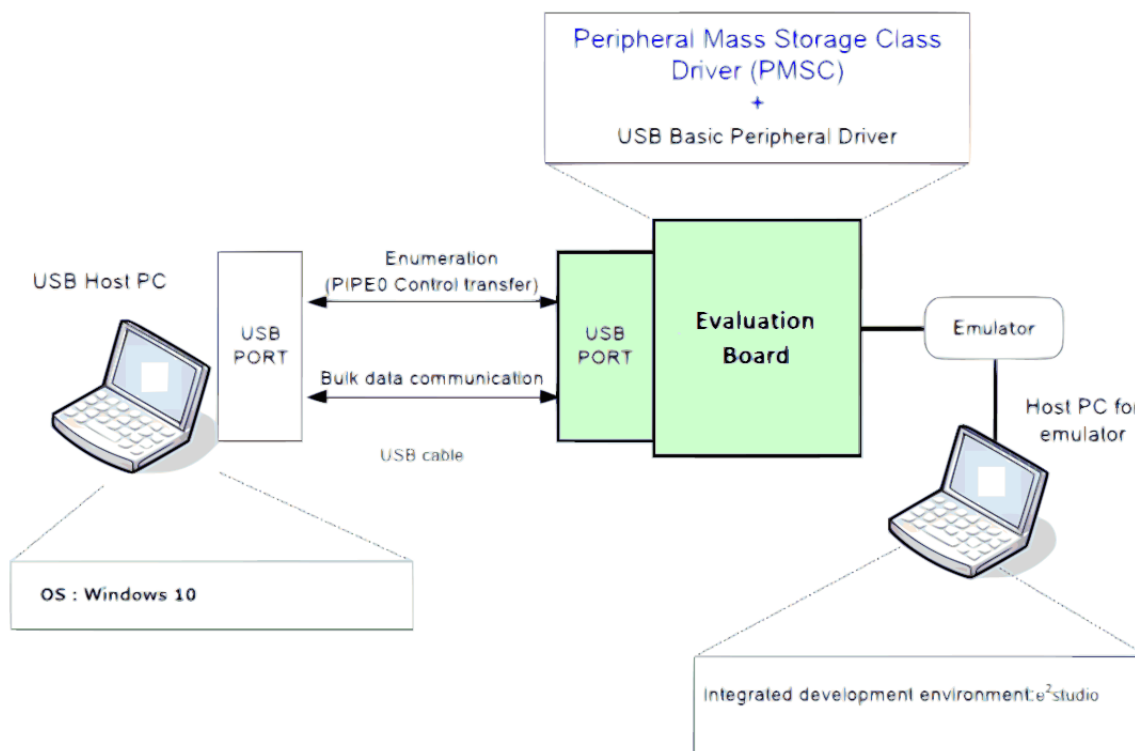 Peripheral Mass Storage Class
Driver (PMSC)
+
USB Basic Peripheral Driver
USB Host PC
USB
PORT
Enumeration
(PIPE0 Control transfer)
Bulk data communication
USB cable
USB
PORT
Evaluation
Board
Emulator
Host PC for
emulator
OS : Windows 10
Integrated development environment:e²studio